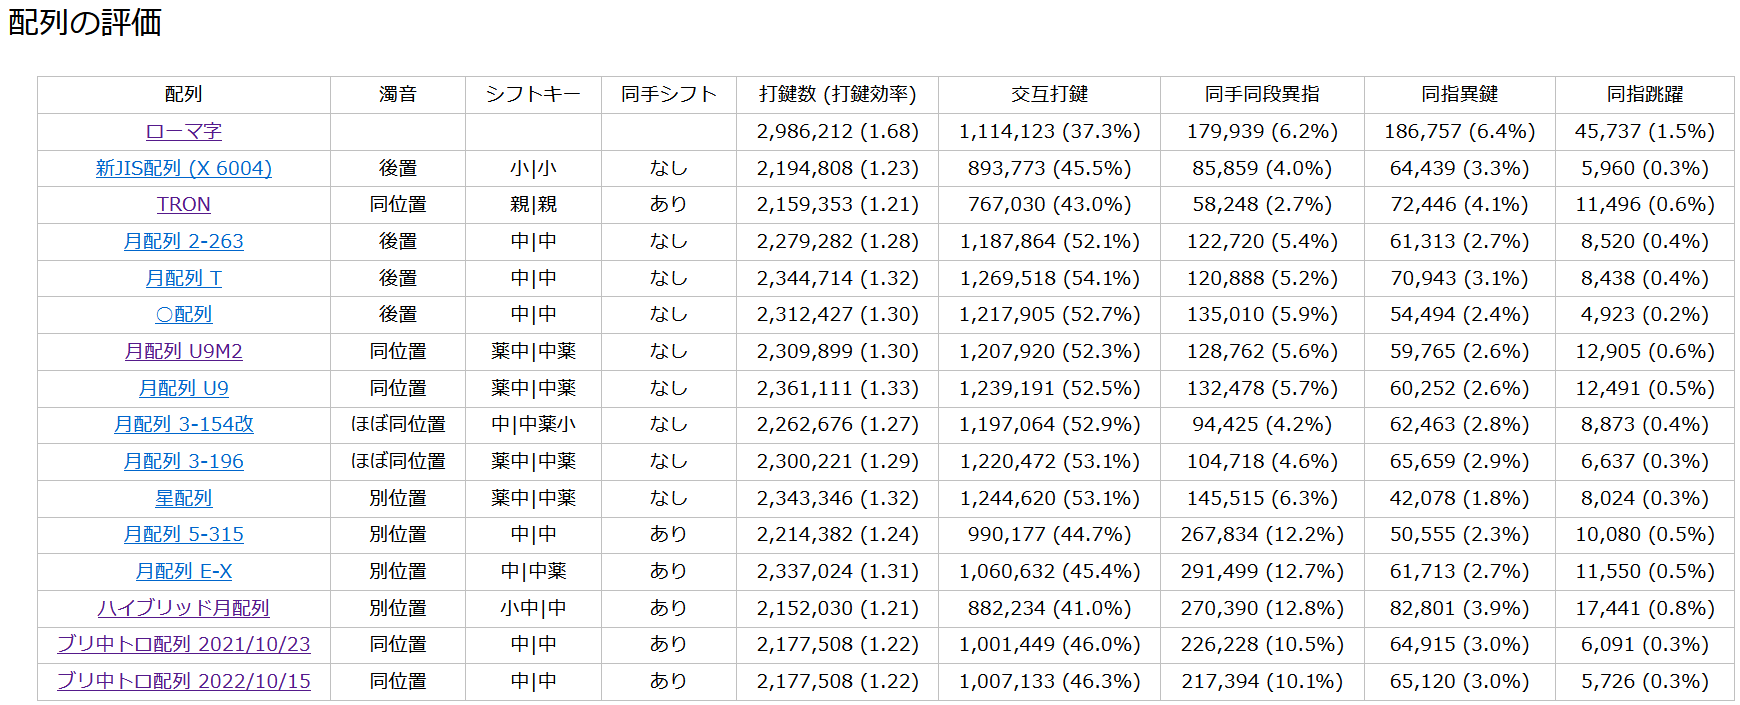 配列の評価
配列 濁音 シフトキー 同手シフト 打鍵数 (打鍵効率) 交互打鍵 同手同段異指 同指異鍵 同指跳躍
ローマ字 2,986,212 (1.68) 1,114,123 (37.3%) 179,939 (6.2%) 186,757 (6.4%) 45,737 (1.5%)
新JIS配列 (X 6004) 後置 小|小 なし 2,194,808 (1.23) 893,773 (45.5%) 85,859 (4.0%) 64,439 (3.3%) 5,960 (0.3%)
TRON 同位置 親|親 あり 2,159,353 (1.21) 767,030 (43.0%) 58,248 (2.7%) 72,446 (4.1%) 11,496 (0.6%)
月配列 2-263 後置 中|中 なし 2,279,282 (1.28) 1,187,864 (52.1%) 122,720 (5.4%) 61,313 (2.7%) 8,520 (0.4%)
月配列 T 後置 中|中 なし 2,344,714 (1.32) 1,269,518 (54.1%) 120,888 (5.2%) 70,943 (3.1%) 8,438 (0.4%)
〇配列 後置 中|中 なし 2,312,427 (1.30) 1,217,905 (52.7%) 135,010 (5.9%) 54,494 (2.4%) 4,923 (0.2%)
月配列 U9M2 同位置 薬中|中薬 なし 2,309,899 (1.30) 1,207,920 (52.3%) 128,762 (5.6%) 59,765 (2.6%) 12,905 (0.6%)
月配列 U9 同位置 薬中|中薬 なし 2,361,111 (1.33) 1,239,191 (52.5%) 132,478 (5.7%) 60,252 (2.6%) 12,491 (0.5%)
月配列 3-154改 ほぼ同位置 中|中薬小 なし 2,262,676 (1.27) 1,197,064 (52.9%) 94,425 (4.2%) 62,463 (2.8%) 8,873 (0.4%)
月配列 3-196 ほぼ同位置 薬中|中薬 なし 2,300,221 (1.29) 1,220,472 (53.1%) 104,718 (4.6%) 65,659 (2.9%) 6,637 (0.3%)
星配列 別位置 薬中|中薬 なし 2,343,346 (1.32) 1,244,620 (53.1%) 145,515 (6.3%) 42,078 (1.8%) 8,024 (0.3%)
月配列 5-315 別位置 中|中 あり 2,214,382 (1.24) 990,177 (44.7%) 267,834 (12.2%) 50,555 (2.3%) 10,080 (0.5%)
月配列 E-X 別位置 中|中薬 あり 2,337,024 (1.31) 1,060,632 (45.4%) 291,499 (12.7%) 61,713 (2.7%) 11,550 (0.5%)
ハイブリッド月配列 別位置 小中|中 あり 2,152,030 (1.21) 882,234 (41.0%) 270,390 (12.8%) 82,801 (3.9%) 17,441 (0.8%)
ブリ中トロ配列 2021/10/23 同位置 中|中 あり 2,177,508 (1.22) 1,001,449 (46.0%) 226,228 (10.5%) 64,915 (3.0%) 6,091 (0.3%)
ブリ中トロ配列 2022/10/15 同位置 中|中 あり 2,177,508 (1.22) 1,007,133 (46.3%) 217,394 (10.1%) 65,120 (3.0%) 5,726 (0.3%)